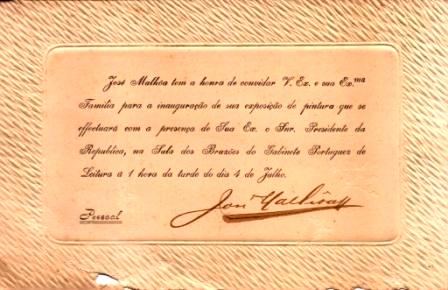 José Malhôa tem a honra de convidar V. Ex. e sua Ex.ma
Familia para a inauguração de sua exposição de pintura que se
effectuará com a presença de Sua Ex. o Snr. Presidente da
Republica, na Sala dos Brazões do Gabinete Portuguez de
Leitura á 1 hora da tarde do dia 4 de Julho.
Pessoal
José Malhôa